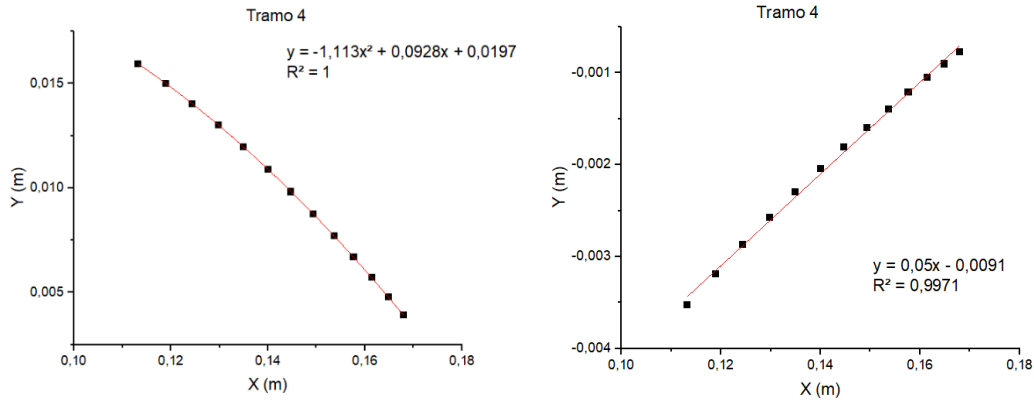 Tramo 4
y = -1,113x² + 0,0928x + 0,0197
R² = 1
0,015
0,010
0,005
Y (m)
0,10 0,12 0,14 0,16 0,18
X (m)
Tramo 4
-0,001
-0,002
-0,003
-0,004
Y (m)
y = 0,05x - 0,0091
R² = 0,9971
0,10 0,12 0,14 0,16 0,18
X (m)